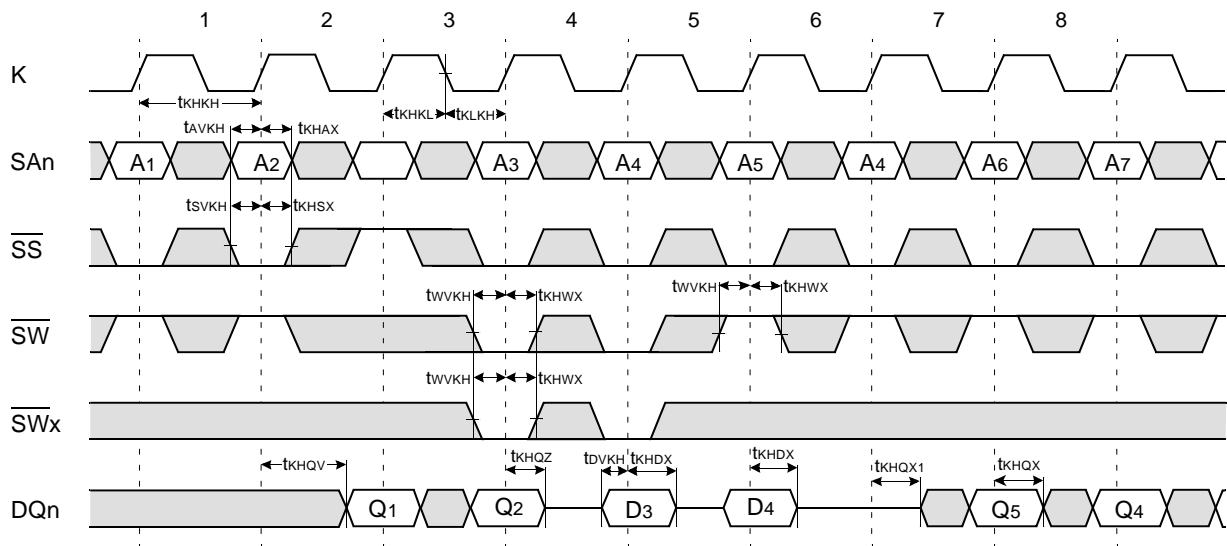 1 2 3 4 5 6 7 8
K
tKHKH tKHKL tKLKH
tAVKH tKHAX
SAn A1 A2 A3 A4 A5 A4 A6 A7
tSVKH tKHSX
SS
tWVKH tKHWX tWVKH tKHWX
SW
tWVKH tKHWX
SWx
tKHQV tKHQZ tDVKH tKHDX tKHDX tKHQX1 tKHQX
DQn Q1 Q2 D3 D4 Q5 Q4